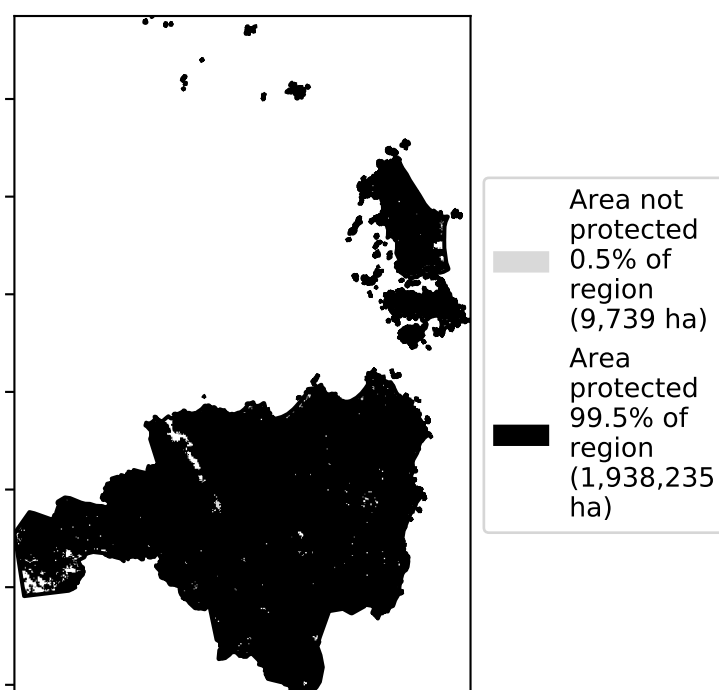 Area not
protected
0.5% of
region
(9,739 ha)
Area
protected
99.5% of
region
(1,938,235
ha)